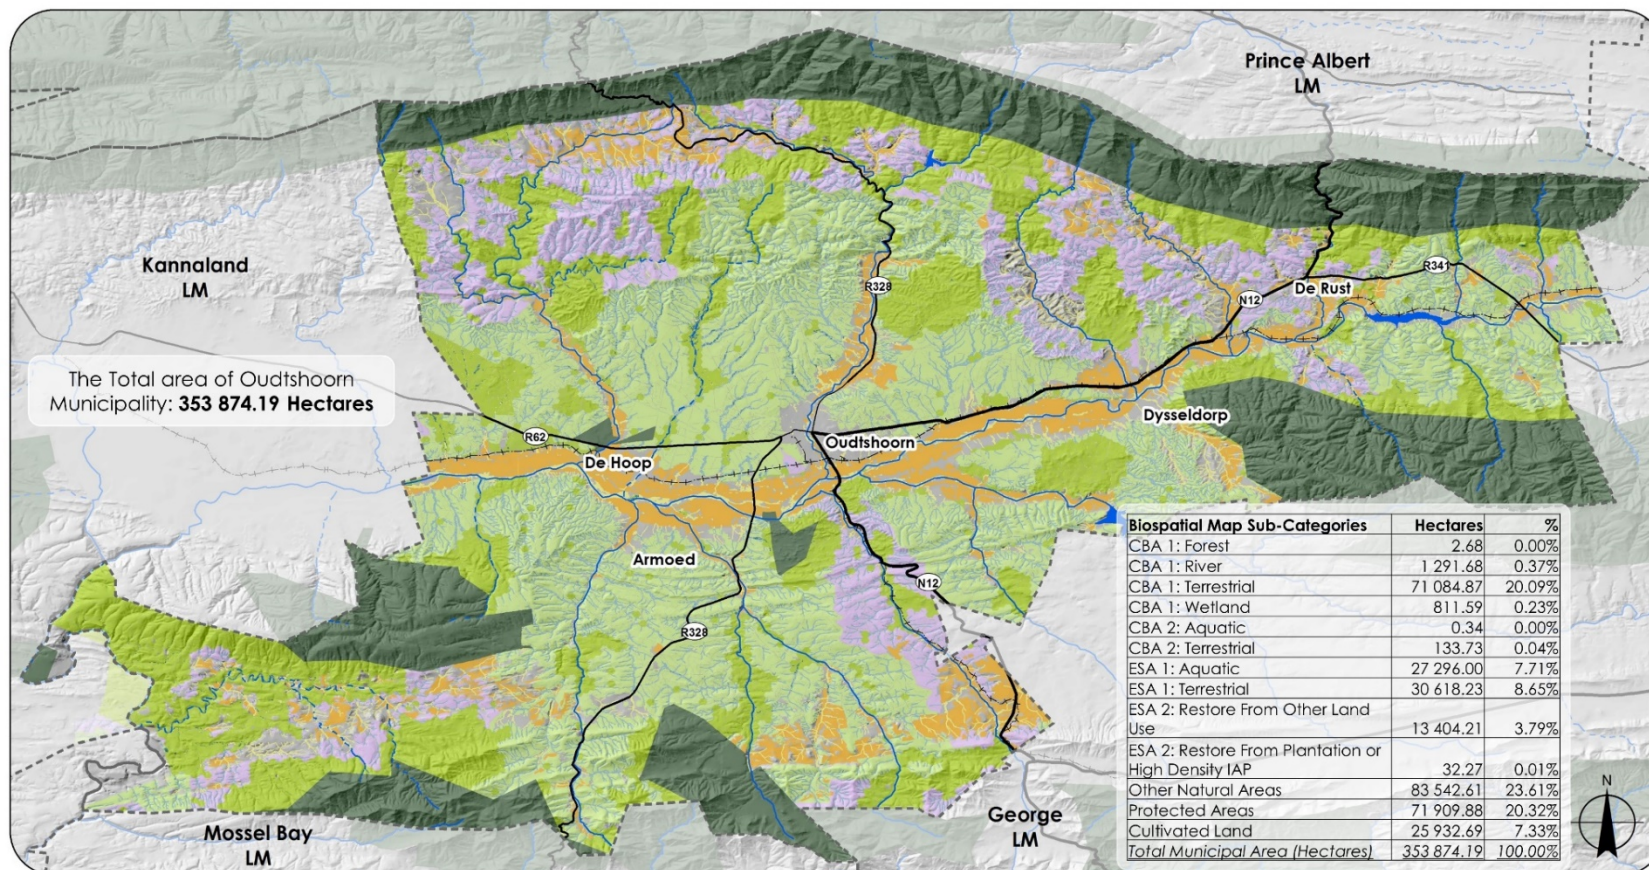 Prince Albert
LM
Kannaland
LM
R341
De Rust
N12
R328
The Total area of Oudtshoorn
Municipality: 353 874.19 Hectares
Dysseldorp
R62
Oudtshoorn
De Hoop
Armoed
N12
R328
Mossel Bay
LM
George
LM
Biospatial Map Sub-Categories Hectares %
CBA 1: Forest 2.68 0.00%
CBA 1: River 1 291.68 0.37%
CBA 1: Terrestrial 71 084.87 20.09%
CBA 1: Wetland 811.59 0.23%
CBA 2: Aquatic 0.34 0.00%
CBA 2: Terrestrial 133.73 0.04%
ESA 1: Aquatic 27 296.00 7.71%
ESA 1: Terrestrial 30 618.23 8.65%
ESA 2: Restore From Other Land
Use 13 404.21 3.79%
ESA 2: Restore From Plantation or
High Density IAP 32.27 0.01%
Other Natural Areas 83 542.61 23.61%
Protected Areas 71 909.88 20.32%
Cultivated Land 25 932.69 7.33%
Total Municipal Area (Hectares) 353 874.19 100.00%
N